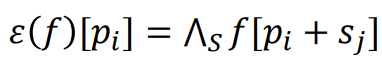 ε(f)[pᵢ] = ⋀ₛ f[pᵢ + sⱼ]